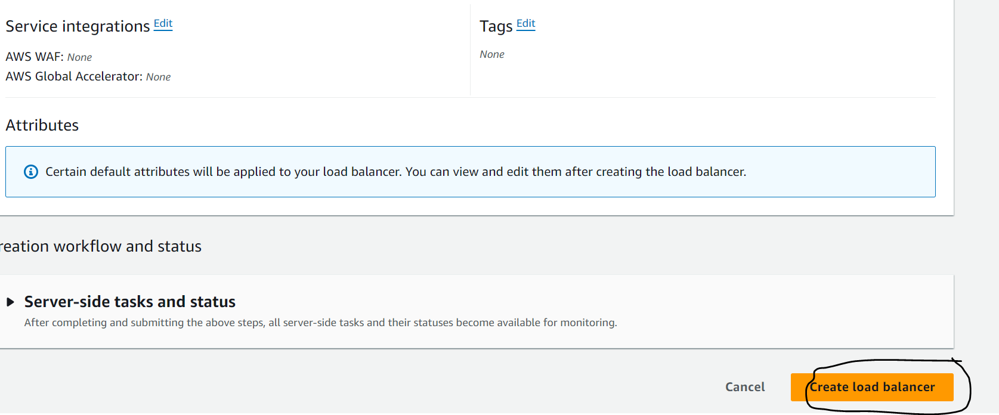 Service integrations Edit
AWS WAF: None
AWS Global Accelerator: None
Tags Edit
None
Attributes
Certain default attributes will be applied to your load balancer. You can view and edit them after creating the load balancer.
reation workflow and status
Server-side tasks and status
After completing and submitting the above steps, all server-side tasks and their statuses become available for monitoring.
Cancel
Create load balancer